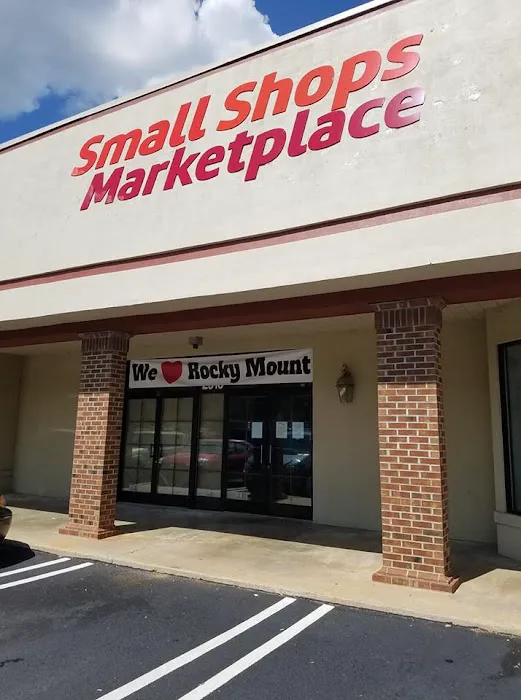 Small Shops
Marketplace
We ❤ Rocky Mount